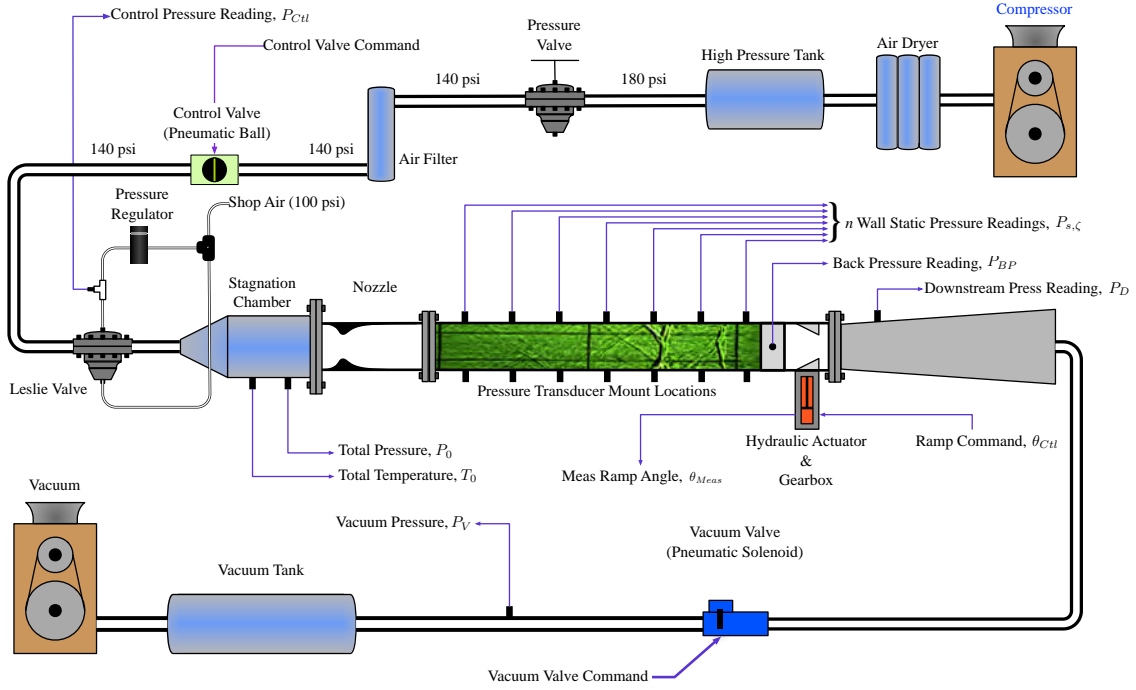 Control Pressure Reading, P_{Ctl}
Control Valve Command
Pressure
Valve
Compressor
High Pressure Tank
Air Dryer
140 psi
180 psi
Control Valve
(Pneumatic Ball)
140 psi
140 psi
Air Filter
Pressure
Regulator
Shop Air (100 psi)
n Wall Static Pressure Readings, P_{s,ζ}
Back Pressure Reading, P_{BP}
Stagnation
Chamber
Nozzle
Downstream Press Reading, P_D
Leslie Valve
Pressure Transducer Mount Locations
Total Pressure, P_0
Total Temperature, T_0
Meas Ramp Angle, θ_{Meas}
Hydraulic Actuator
&
Gearbox
Ramp Command, θ_{Ctl}
Vacuum
Vacuum Pressure, P_V
Vacuum Valve
(Pneumatic Solenoid)
Vacuum Tank
Vacuum Valve Command